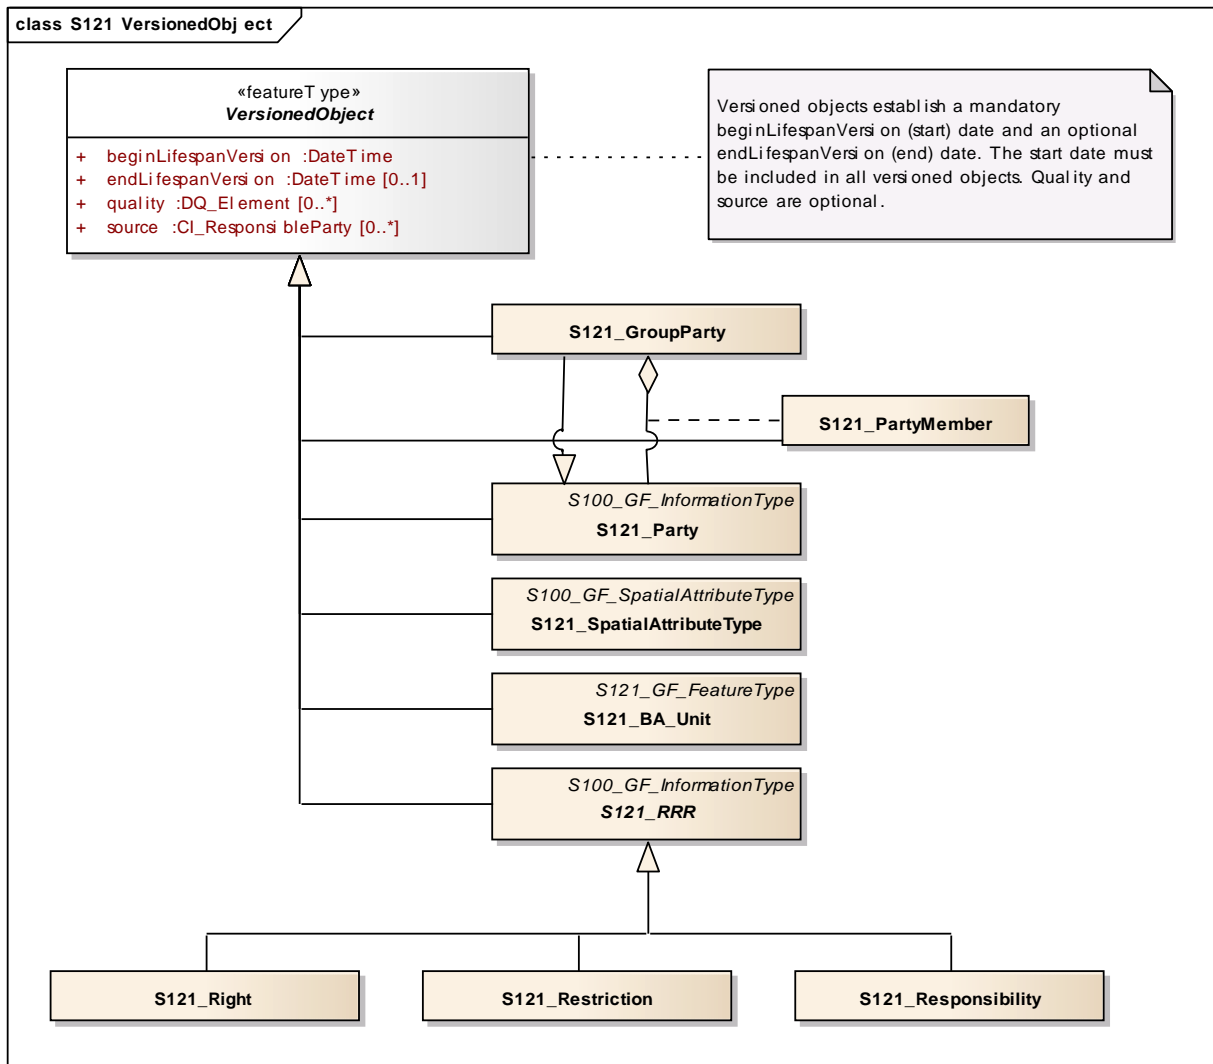 class S121 VersionedObject
«featureType»
VersionedObject
+ beginLifespanVersion :DateTime
+ endLifespanVersion :DateTime [0..1]
+ quality :DQ_Element [0..*]
+ source :CI_ResponsibleParty [0..*]
Versioned objects establish a mandatory
beginLifespanVersion (start) date and an optional
endLifespanVersion (end) date. The start date must
be included in all versioned objects. Quality and
source are optional.
S121_GroupParty
S121_PartyMember
S100_GF_InformationType
S121_Party
S100_GF_SpatialAttributeType
S121_SpatialAttributeType
S121_GF_FeatureType
S121_BA_Unit
S100_GF_InformationType
S121_RRR
S121_Right
S121_Restriction
S121_Responsibility